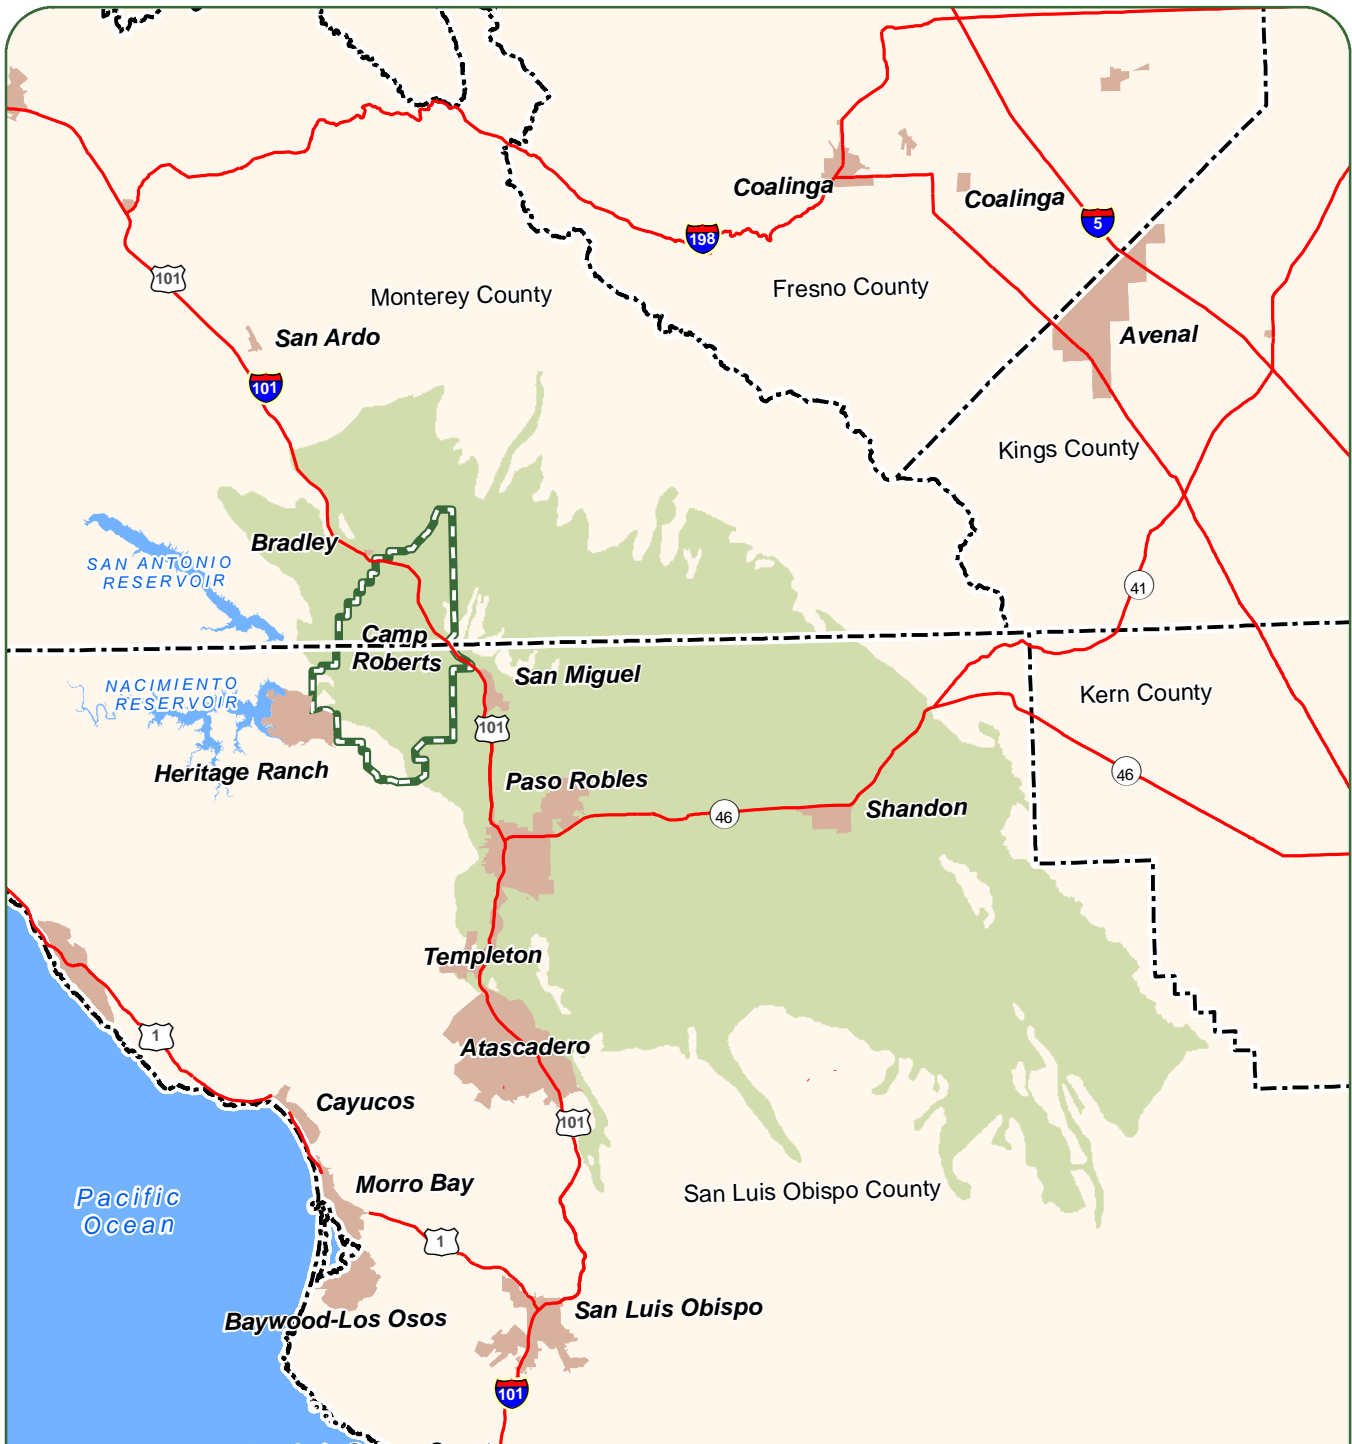 Coalinga
Coalinga
5
198
101
Monterey County
Fresno County
San Ardo
Avenal
101
Kings County
Bradley
SAN ANTONIO
RESERVOIR
41
Camp
Roberts
San Miguel
NACIMIENTO
RESERVOIR
Kern County
101
Heritage Ranch
Paso Robles
46
46
Shandon
Templeton
1
Atascadero
Cayucos
101
Morro Bay
Pacific
Ocean
San Luis Obispo County
1
Baywood-Los Osos
San Luis Obispo
101